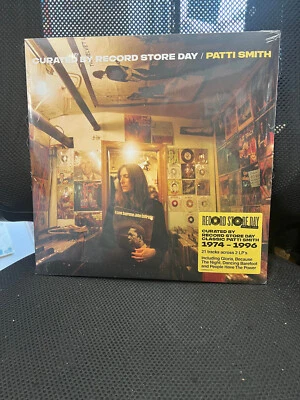 CURATED BY RECORD STORE DAY / PATTI SMITH
RECORD STORE DAY
CURATED BY
RECORD STORE DAY
CLASSIC PATTI SMITH
1974 – 1996
21 tracks across 2 LP's
Including Gloria, Because
The Night, Dancing Barefoot
and People Have The Power